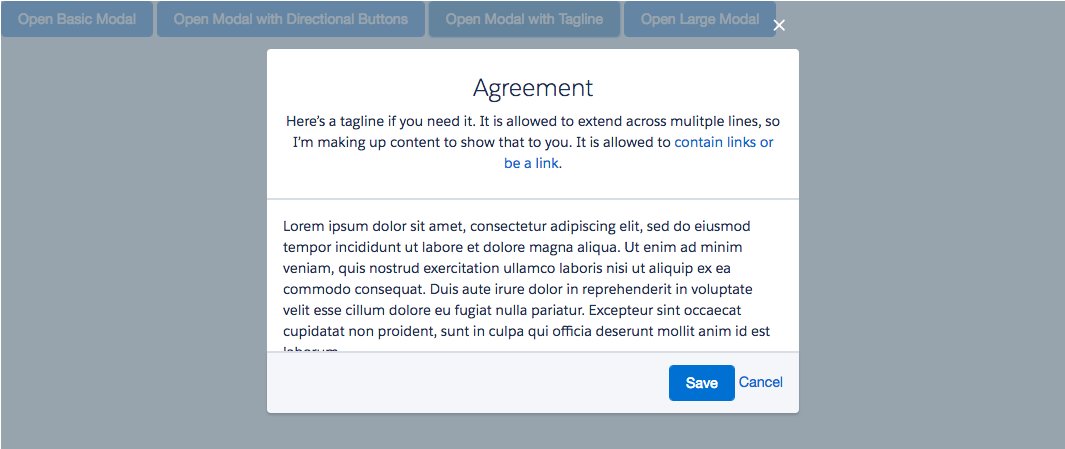 Open Basic Modal
Open Modal with Directional Buttons
Open Modal with Tagline
Open Large Modal
Agreement
Here's a tagline if you need it. It is allowed to extend across mulitple lines, so
I'm making up content to show that to you. It is allowed to contain links or
be a link.
Lorem ipsum dolor sit amet, consectetur adipiscing elit, sed do eiusmod
tempor incididunt ut labore et dolore magna aliqua. Ut enim ad minim
veniam, quis nostrud exercitation ullamco laboris nisi ut aliquip ex ea
commodo consequat. Duis aute irure dolor in reprehenderit in voluptate
velit esse cillum dolore eu fugiat nulla pariatur. Excepteur sint occaecat
cupidatat non proident, sunt in culpa qui officia deserunt mollit anim id est
Save
Cancel